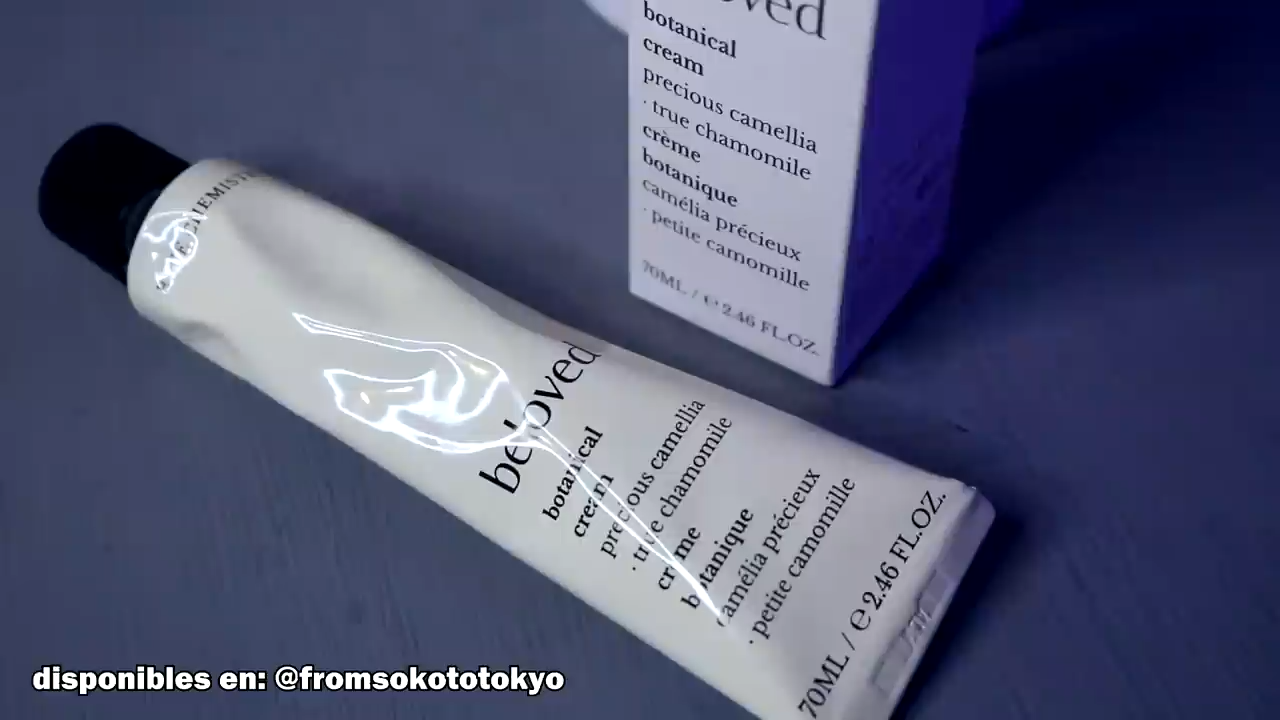 botanical
cream
precious camellia
· true chamomile
crème
botanique
camélia précieux
· petite camomille
70ML / ℮ 2.46 FL.OZ.
beloved
botanical
cream
precious camellia
· true chamomile
crème
botanique
camélia précieux
· petite camomille
70ML / ℮ 2.46 FL.OZ.
disponibles en: @fromsokototokyo